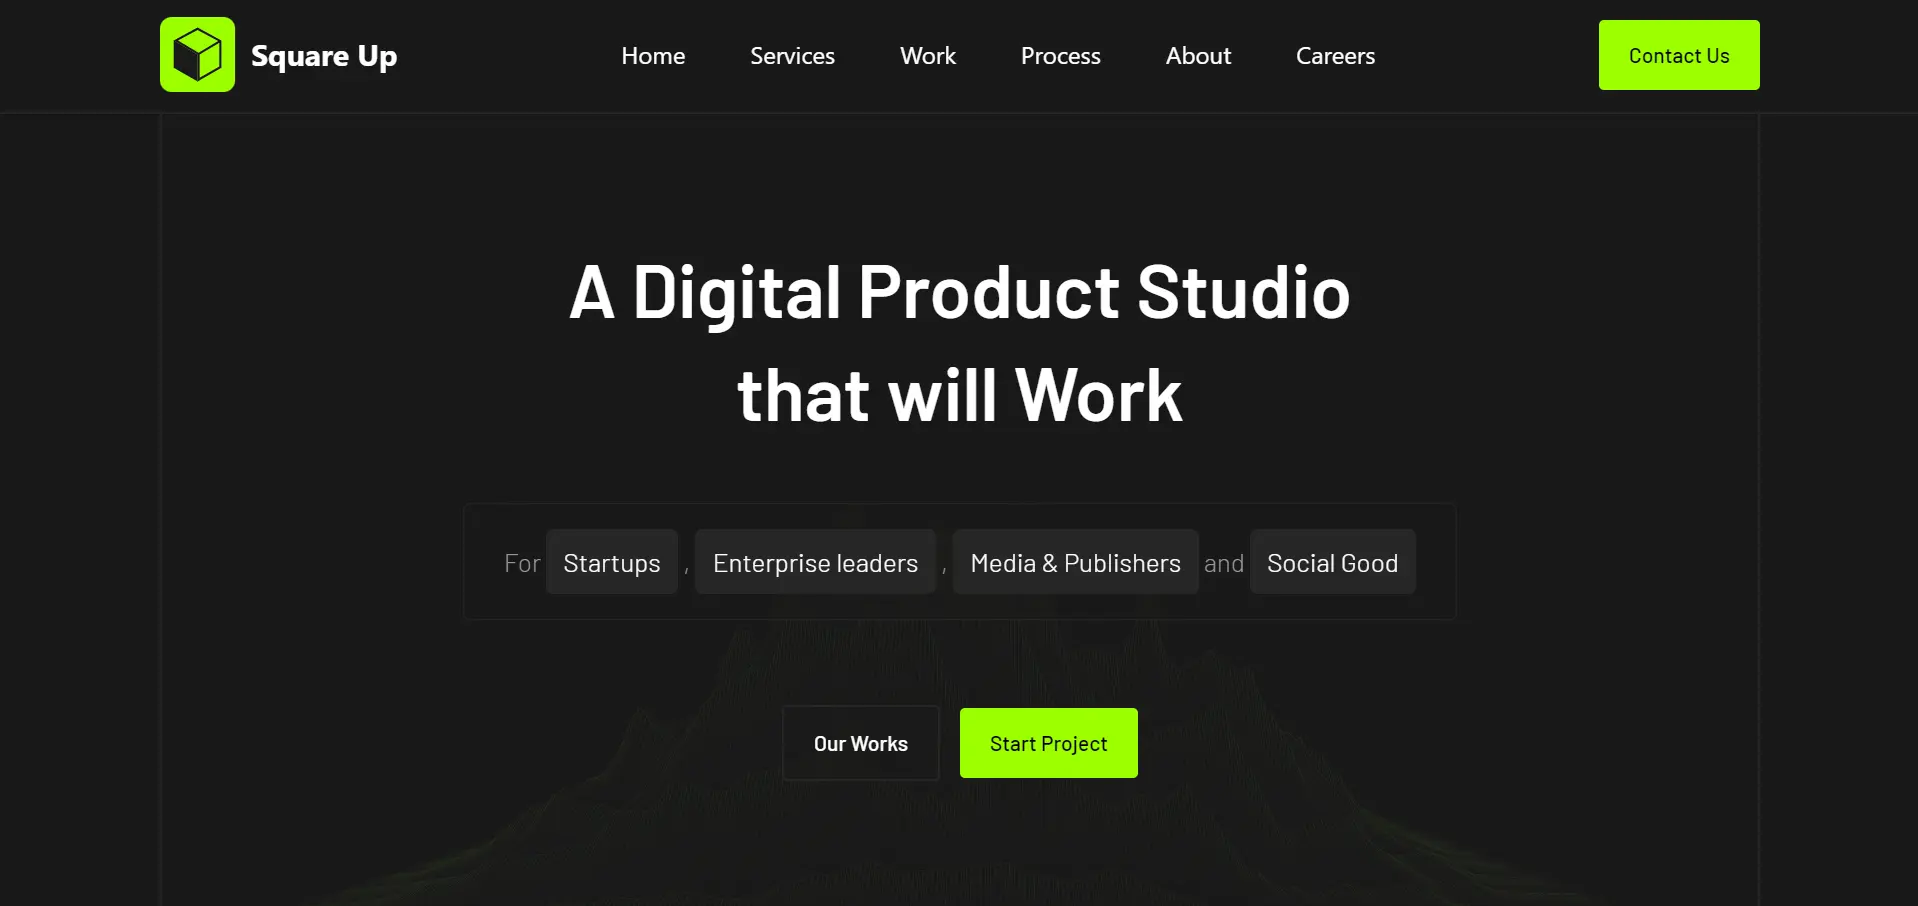 Square Up
Home Services Work Process About Careers
Contact Us
A Digital Product Studio
that will Work
For Startups , Enterprise leaders , Media & Publishers and Social Good
Our Works Start Project